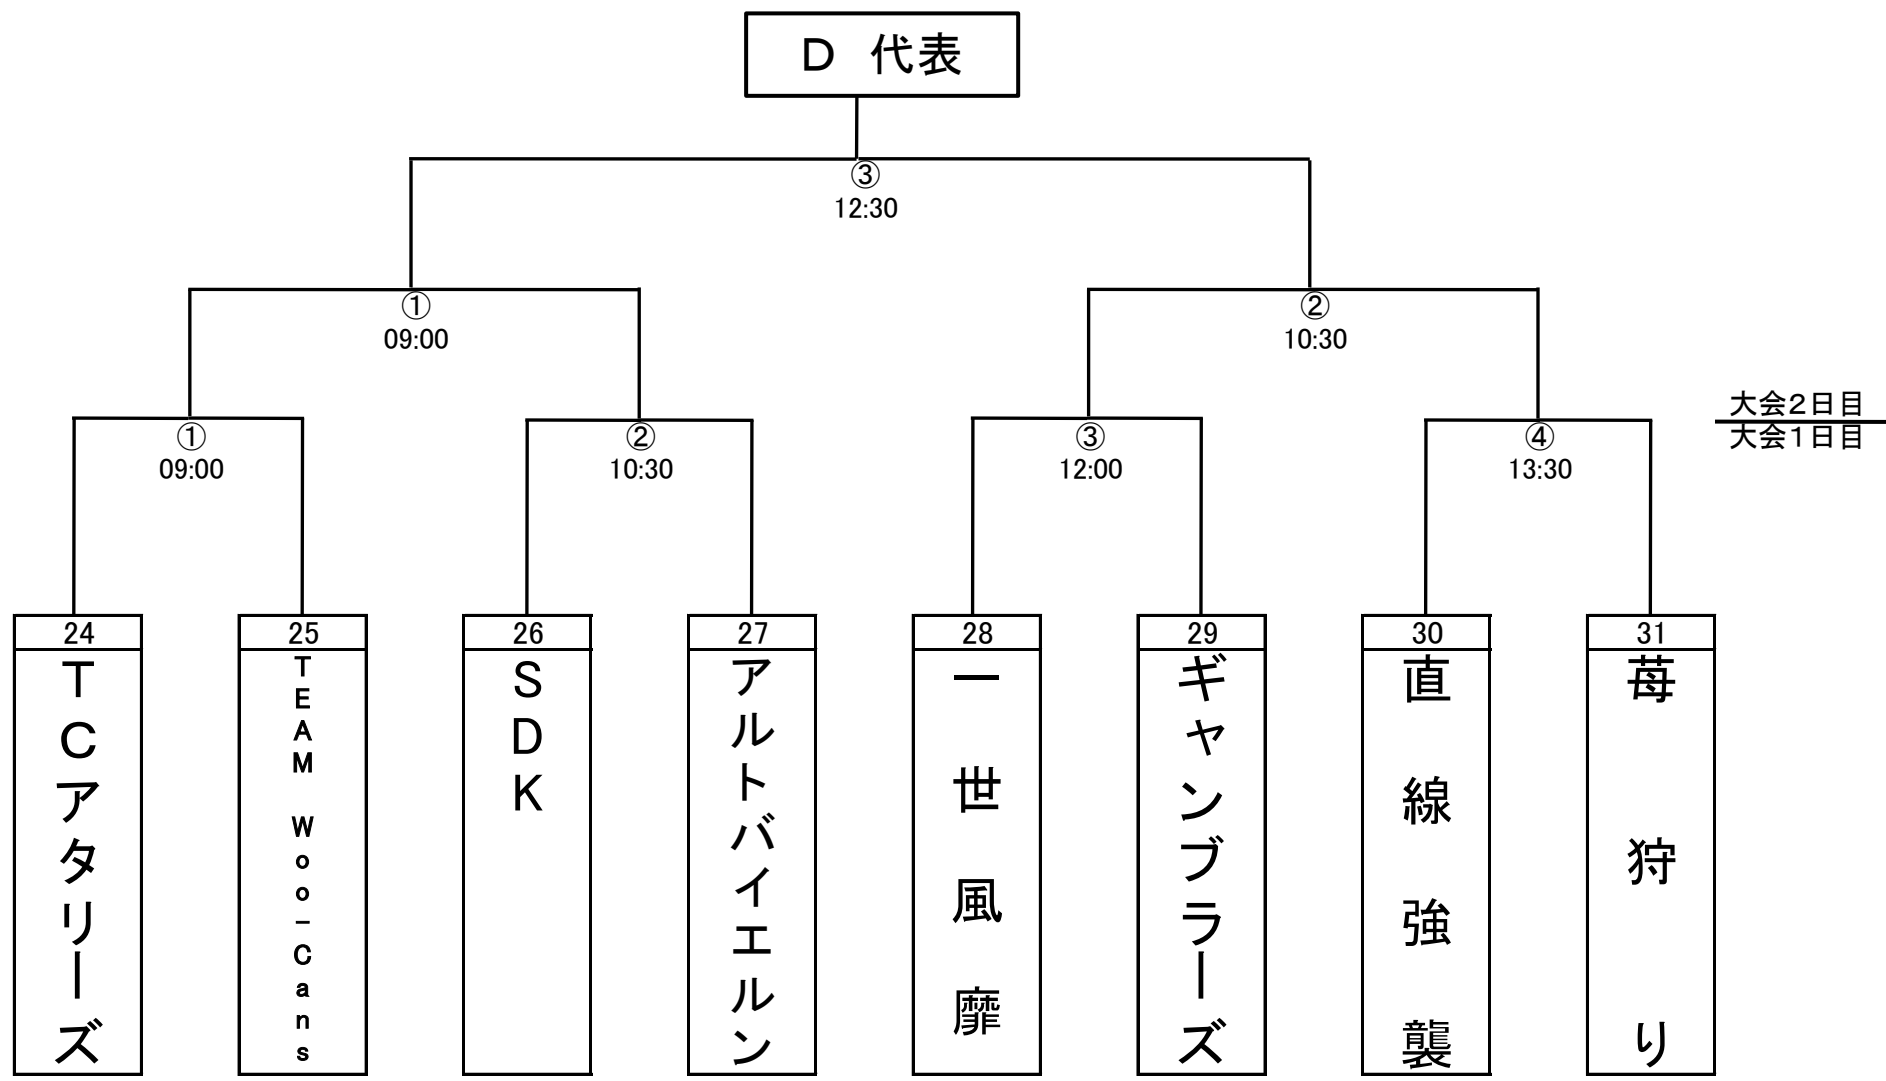 D 代表
③
12:30
①
09:00
②
10:30
大会2日目
大会1日目
①
09:00
②
10:30
③
12:00
④
13:30
24
TCアタリーズ
25
TEAM Woo-Cans
26
SDK
27
アルトバイエルン
28
一世風靡
29
ギャンブラーズ
30
直線強襲
31
苺狩り